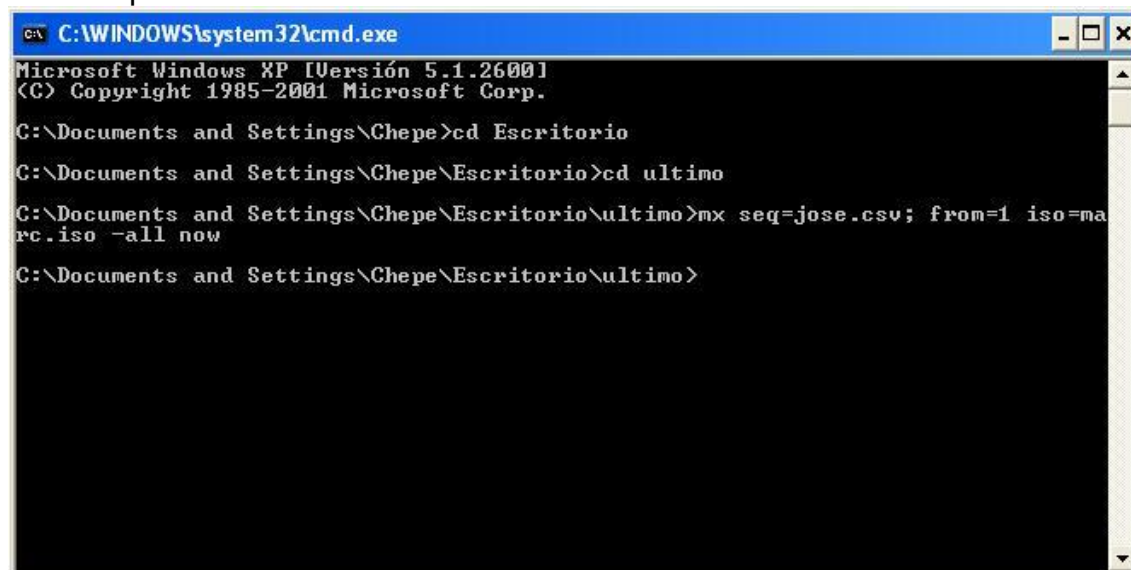 C:\WINDOWS\system32\cmd.exe
Microsoft Windows XP [Versión 5.1.2600]
(C) Copyright 1985-2001 Microsoft Corp.
C:\Documents and Settings\Chepe>cd Escritorio
C:\Documents and Settings\Chepe\Escritorio>cd ultimo
C:\Documents and Settings\Chepe\Escritorio\ultimo>mx seq=jose.csv; from=1 iso=ma
rc.iso -all now
C:\Documents and Settings\Chepe\Escritorio\ultimo>